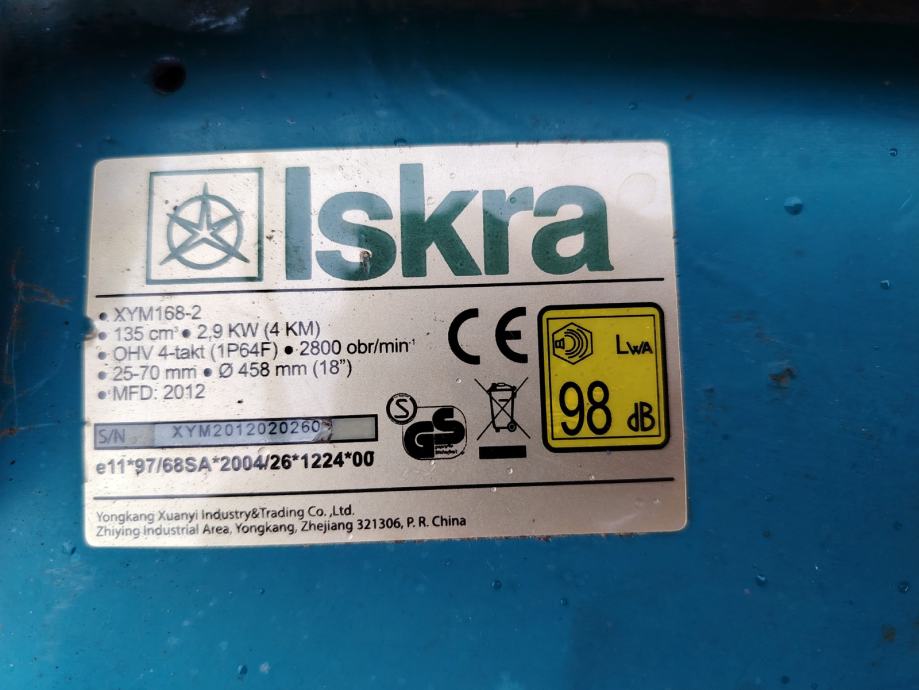 Iskra
• XYM168-2
• 135 cm³ • 2,9 KW (4 KM)
• OHV 4-takt (1P64F) • 2800 obr/min⁻¹
• 25-70 mm • Ø 458 mm (18")
• MFD: 2012
S/N XYM2012020260
e11*97/68SA*2004/26*1224*00
CE
LWA
98 dB
S
GS
Yongkang Xuanyi Industry&Trading Co.,Ltd.
Zhiying Industrial Area, Yongkang, Zhejiang 321306, P. R. China